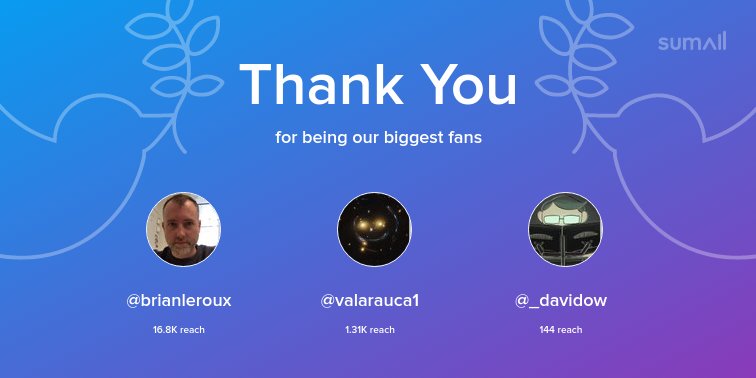 sumall
Thank You
for being our biggest fans
@brianleroux
@valarauca1
@_davidow
16.8K reach
1.31K reach
144 reach